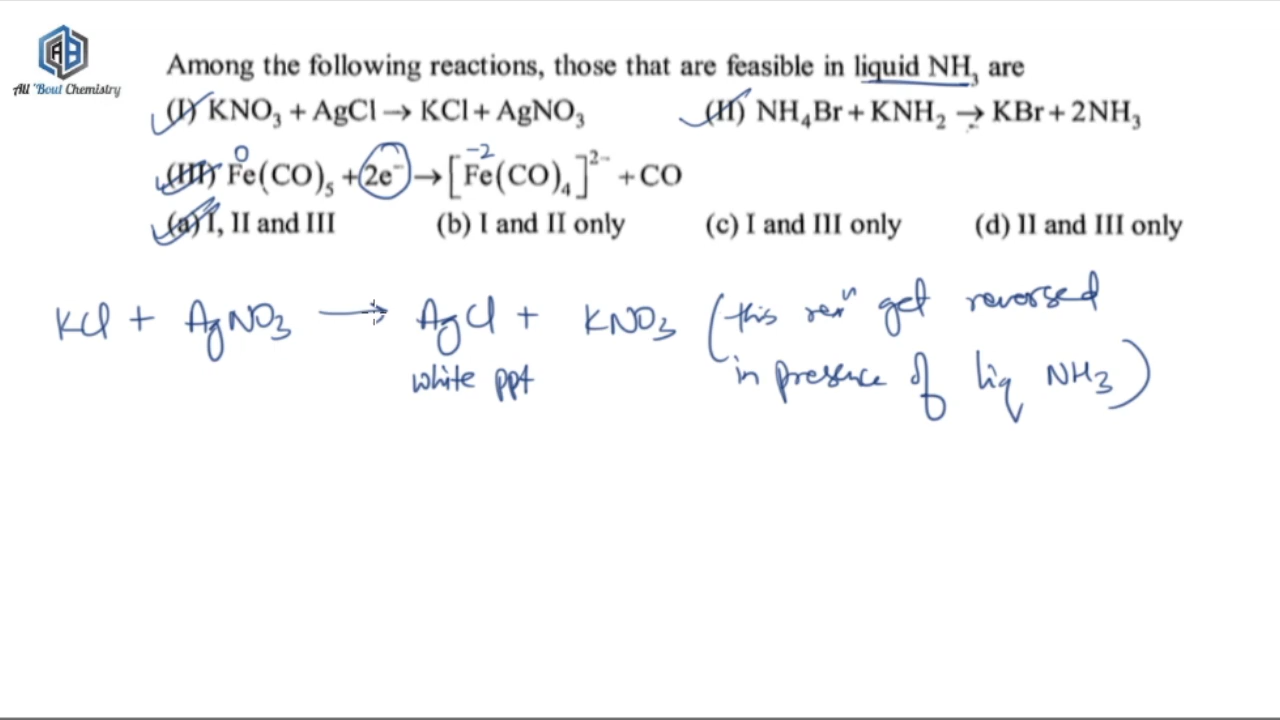 All 'Bout Chemistry
Among the following reactions, those that are feasible in liquid NH₃ are
(I) KNO₃ + AgCl → KCl + AgNO₃ (II) NH₄Br + KNH₂ → KBr + 2NH₃
0 -2
(III) Fe(CO)₅ + 2e⁻ → [Fe(CO)₄]²⁻ + CO
(a) I, II and III (b) I and II only (c) I and III only (d) II and III only
KCl + AgNO₃ → AgCl + KNO₃ (this rexⁿ get reversed
white ppt in presence of liq NH₃)